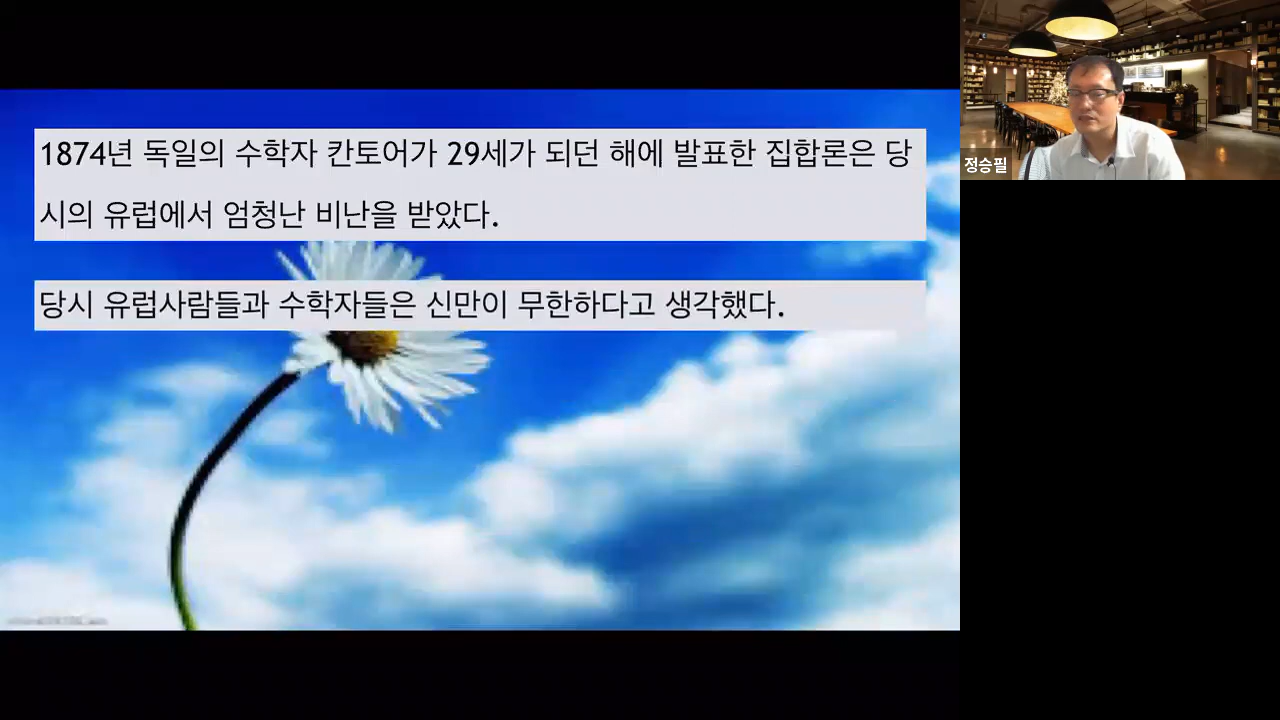 1874년 독일의 수학자 칸토어가 29세가 되던 해에 발표한 집합론은 당
시의 유럽에서 엄청난 비난을 받았다.
당시 유럽사람들과 수학자들은 신만이 무한하다고 생각했다.
정승필